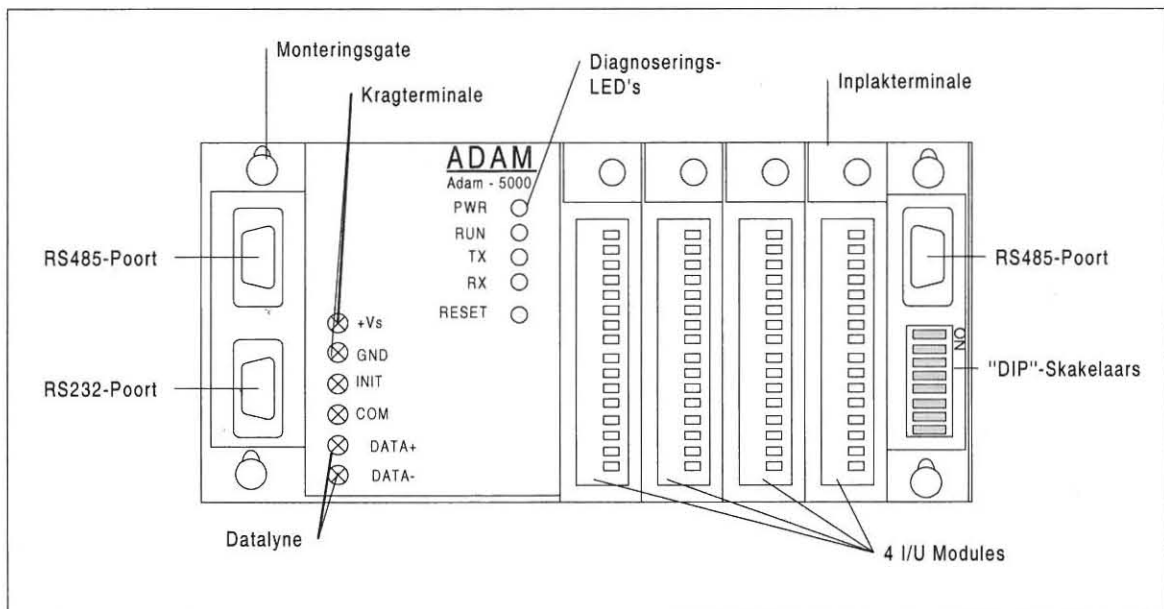 Monteringsgate
Kragterminale
Diagnoserings-
LED's
Inplakterminale
ADAM
Adam - 5000
PWR
RUN
TX
RX
RESET
RS485-Poort
RS232-Poort
+Vs
GND
INIT
COM
DATA+
DATA-
RS485-Poort
ON
"DIP"-Skakelaars
Datalyne
4 I/U Modules